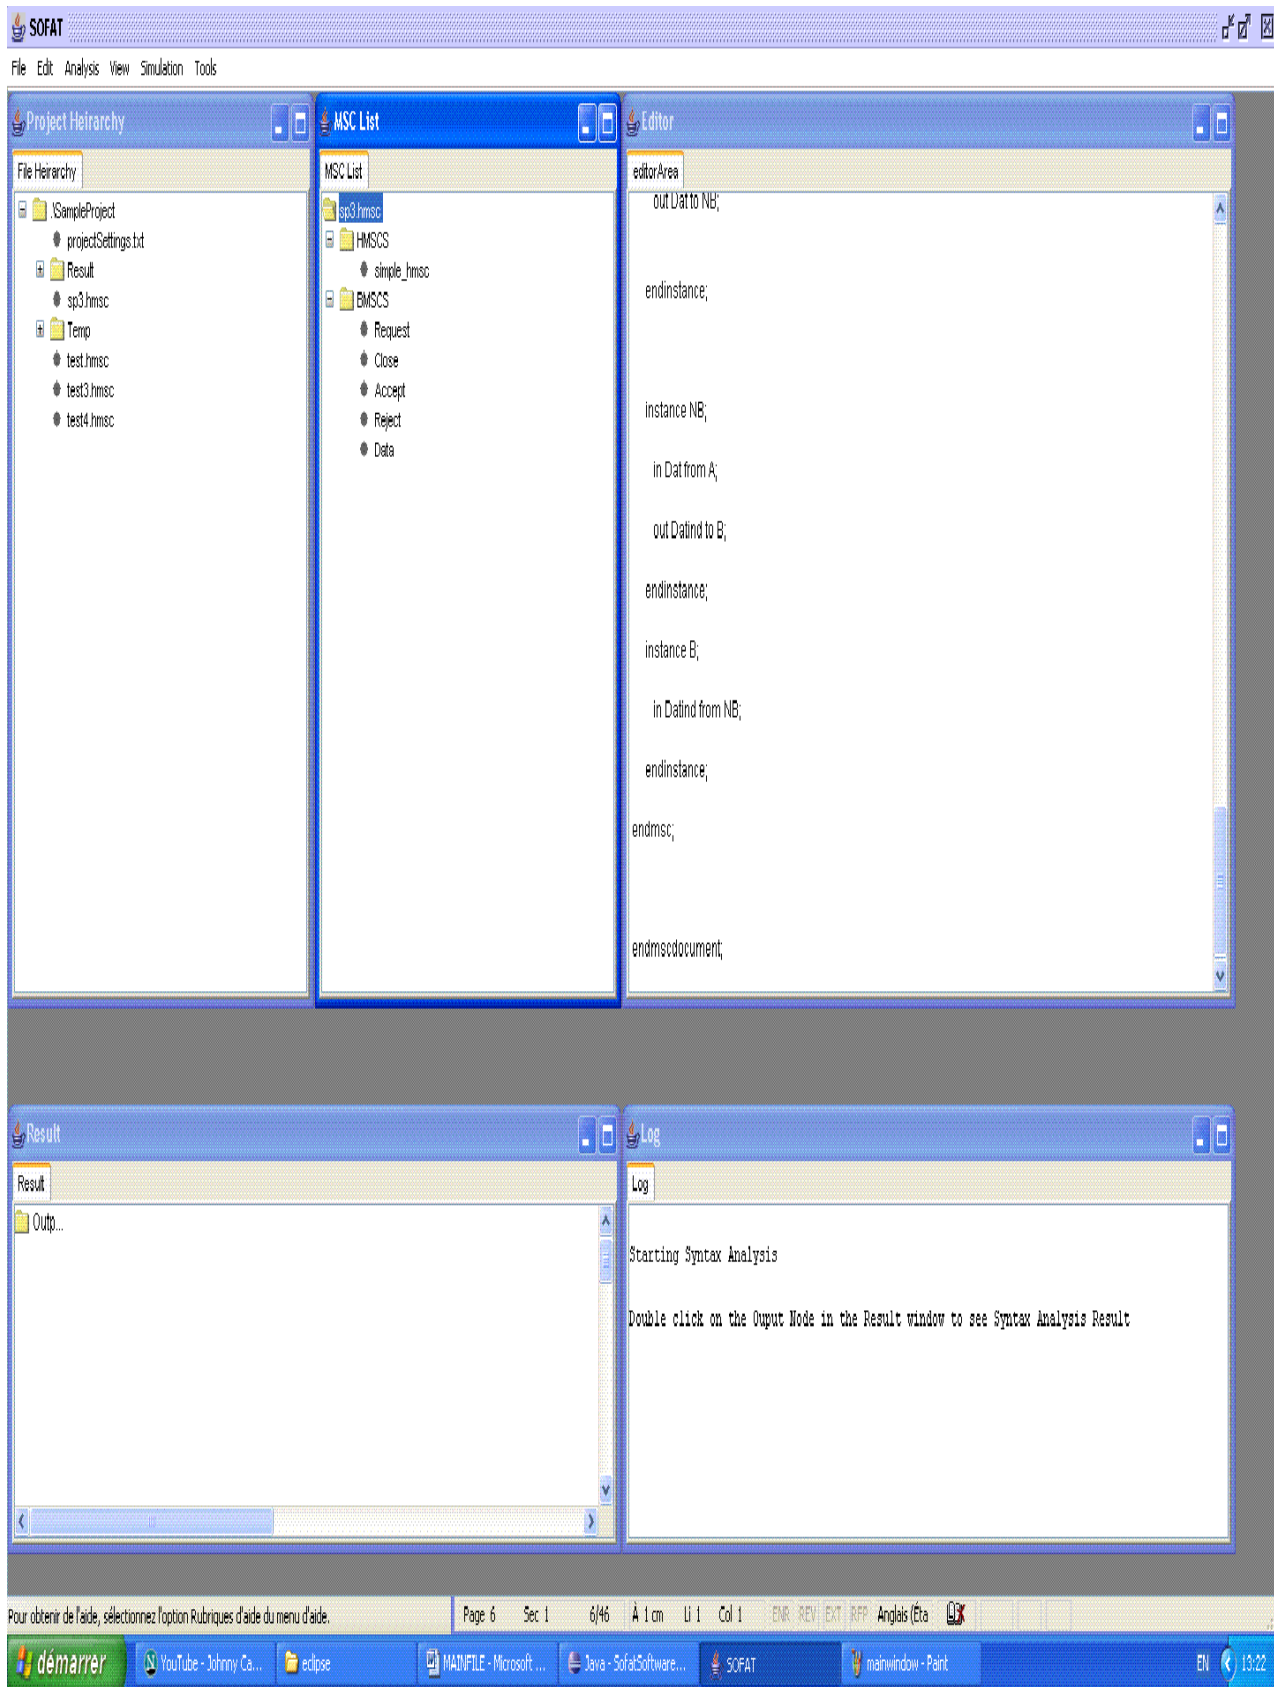 SOFAT
File Edit Analysis View Simulation Tools
Project Heirarchy
File Heirarchy
.\SampleProject
projectSettings.txt
Result
sp3.hmsc
Temp
test.hmsc
test3.hmsc
test4.hmsc
MSC List
MSC List
sp3.hmsc
HMSCS
simple_hmsc
BMSCS
Request
Close
Accept
Reject
Data
Editor
editorArea
out Dat to NB;
endinstance;
instance NB;
in Dat from A;
out Datind to B;
endinstance;
instance B;
in Datind from NB;
endinstance;
endmsc;
endmscdocument;
Result
Result
Outp...
Log
Log
Starting Syntax Analysis
Double click on the Ouput Node in the Result window to see Syntax Analysis Result
Pour obtenir de l'aide, sélectionnez l'option Rubriques d'aide du menu d'aide. Page 6 Sec 1 6/46 À 1 cm Li 1 Col 1 ENR REV EXT RFP Anglais (Éta
démarrer YouTube - Johnny Ca... eclipse MAINFILE - Microsoft ... Java - SofatSoftware... SOFAT mainwindow - Paint EN 13:22